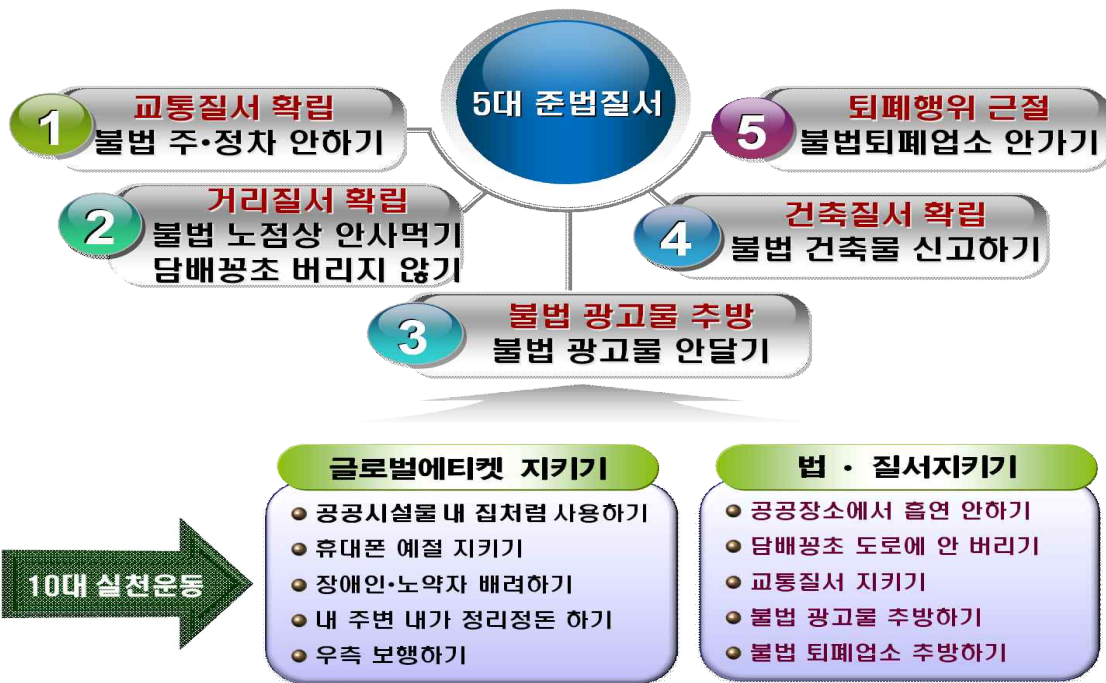 5대 준법질서
1
교통질서 확립
불법 주·정차 안하기
2
거리질서 확립
불법 노점상 안사먹기
담배꽁초 버리지 않기
3
불법 광고물 추방
불법 광고물 안달기
4
건축질서 확립
불법 건축물 신고하기
5
퇴폐행위 근절
불법퇴폐업소 안가기
10대 실천운동
글로벌에티켓 지키기
공공시설물 내 집처럼 사용하기
휴대폰 예절 지키기
장애인·노약자 배려하기
내 주변 내가 정리정돈 하기
우측 보행하기
법 · 질서지키기
공공장소에서 흡연 안하기
담배꽁초 도로에 안 버리기
교통질서 지키기
불법 광고물 추방하기
불법 퇴폐업소 추방하기